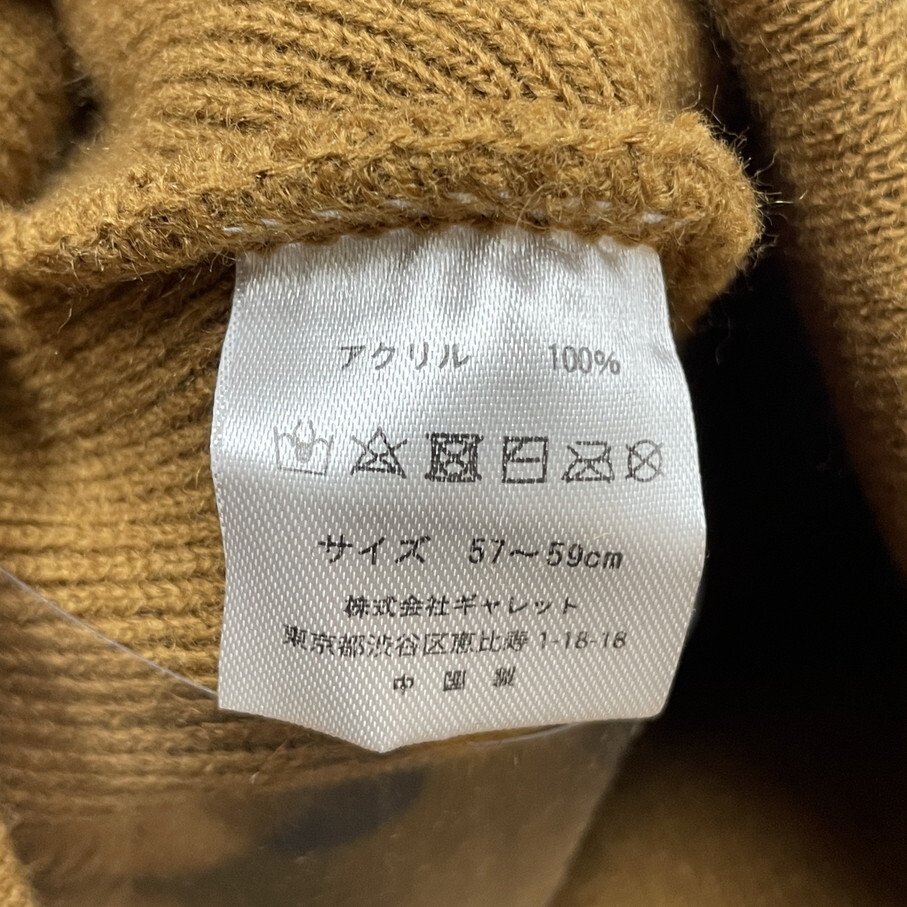 アクリル 100%
サイズ 57～59cm
株式会社ギャレット
東京都渋谷区恵比寿 1-18-18
中国製